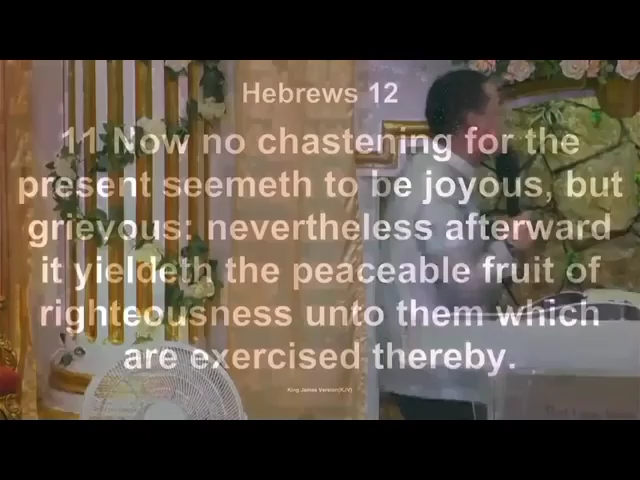 Hebrews 12
11 Now no chastening for the
present seemeth to be joyous, but
grievous: nevertheless afterward
it yieldeth the peaceable fruit of
righteousness unto them which
are exercised thereby.
King James Version(KJV)